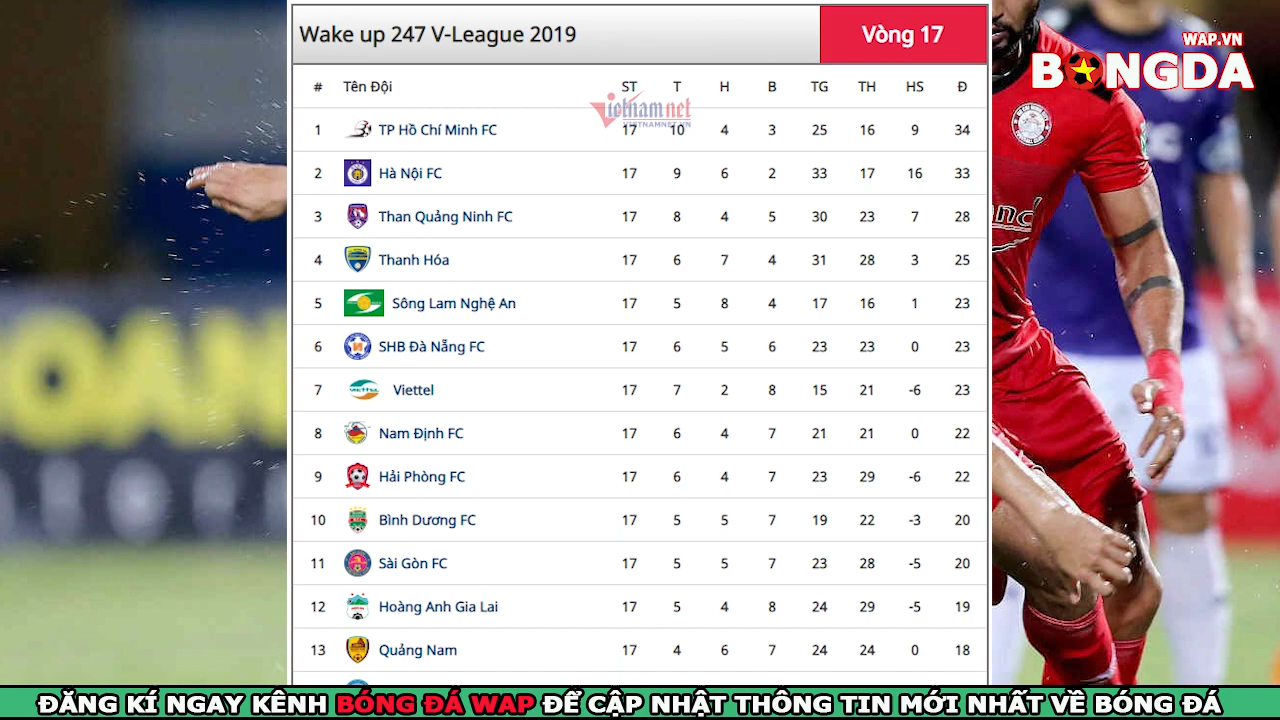 Wake up 247 V-League 2019 Vòng 17
WAP.VN
BONGDA
# Tên Đội ST T H B TG TH HS Đ
Vietnamnet
VIETNAMNET.VN
1 TP Hồ Chí Minh FC 17 10 4 3 25 16 9 34
2 Hà Nội FC 17 9 6 2 33 17 16 33
3 Than Quảng Ninh FC 17 8 4 5 30 23 7 28
4 Thanh Hóa 17 6 7 4 31 28 3 25
5 Sông Lam Nghệ An 17 5 8 4 17 16 1 23
6 SHB Đà Nẵng FC 17 6 5 6 23 23 0 23
7 Viettel 17 7 2 8 15 21 -6 23
8 Nam Định FC 17 6 4 7 21 21 0 22
9 Hải Phòng FC 17 6 4 7 23 29 -6 22
10 Bình Dương FC 17 5 5 7 19 22 -3 20
11 Sài Gòn FC 17 5 5 7 23 28 -5 20
12 Hoàng Anh Gia Lai 17 5 4 8 24 29 -5 19
13 Quảng Nam 17 4 6 7 24 24 0 18
ĐĂNG KÍ NGAY KÊNH BÓNG ĐÁ WAP ĐỂ CẬP NHẬT THÔNG TIN MỚI NHẤT VỀ BÓNG ĐÁ